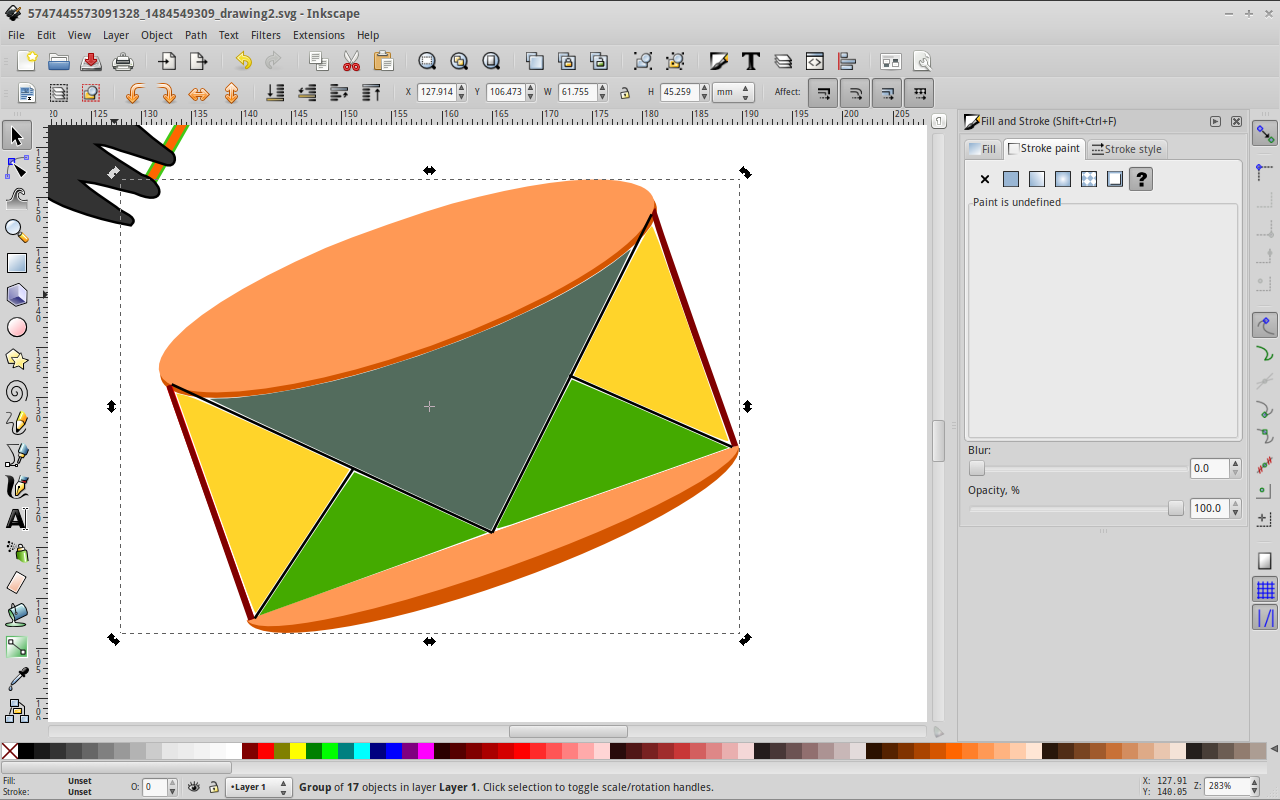 5747445573091328_1484549309_drawing2.svg - Inkscape
File Edit View Layer Object Path Text Filters Extensions Help
X 127.914 Y 106.473 W 61.755 H 45.259 mm Affect:
20 125 130 135 140 145 150 155 160 165 170 175 180 185 190 195 200 205
Fill and Stroke (Shift+Ctrl+F)
Fill Stroke paint Stroke style
?
Paint is undefined
Blur:
0.0
Opacity, %
100.0
Fill: Unset
Stroke: Unset
O: 0
•Layer 1
Group of 17 objects in layer Layer 1. Click selection to toggle scale/rotation handles.
X: 127.91
Y: 140.05
Z: 283%